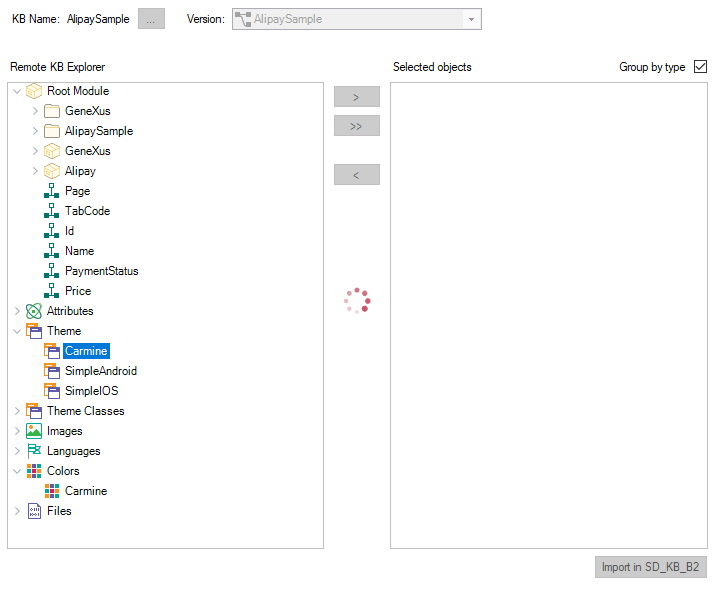 KB Name: AlipaySample ... Version: AlipaySample
Remote KB Explorer
Selected objects Group by type
Root Module
GeneXus
AlipaySample
GeneXus
Alipay
Page
TabCode
Id
Name
PaymentStatus
Price
Attributes
Theme
Carmine
SimpleAndroid
SimpleIOS
Theme Classes
Images
Languages
Colors
Carmine
Files
>
>>
<
Import in SD_KB_B2